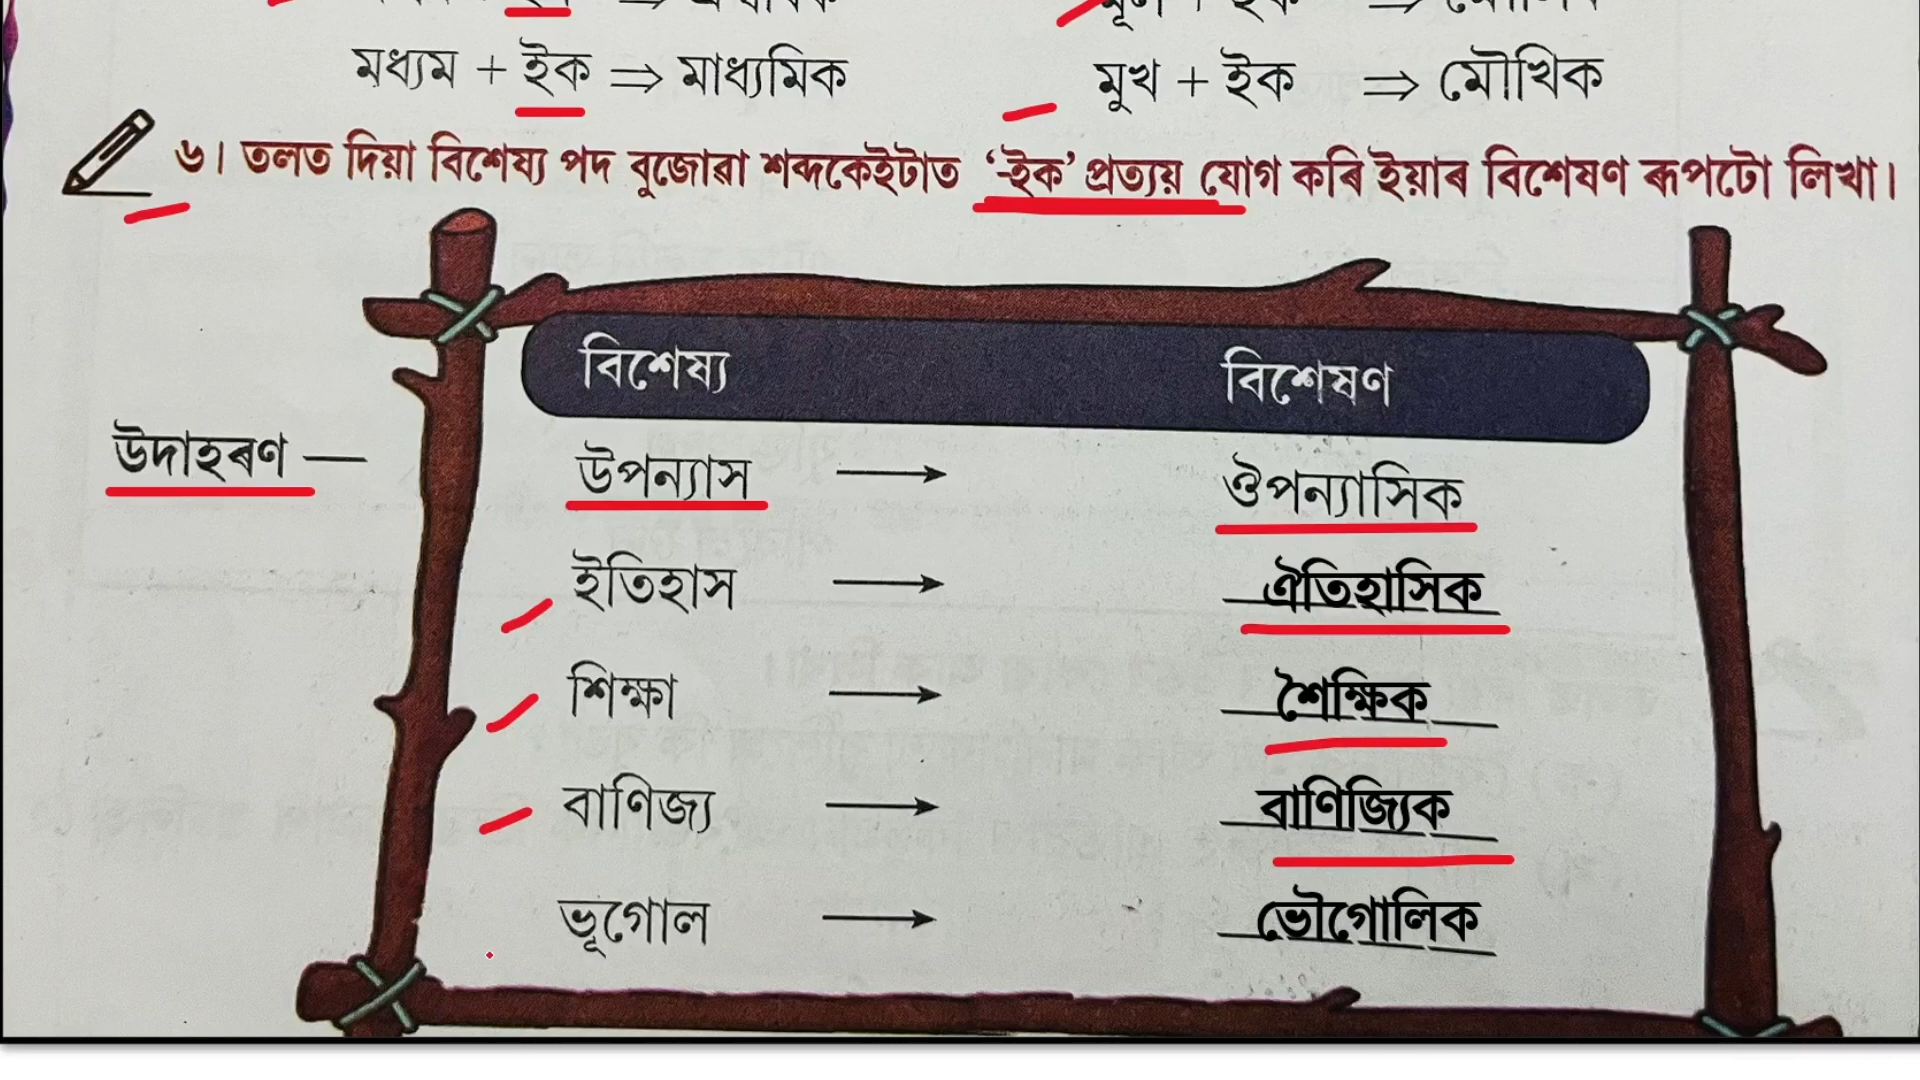 মধ্যম + ইক ⇒ মাধ্যমিক মুখ + ইক ⇒ মৌখিক
৬। তলত দিয়া বিশেষ্য পদ বুজোৱা শব্দকেইটাত ‘-ইক’ প্ৰত্যয় যোগ কৰি ইয়াৰ বিশেষণ ৰূপটো লিখা।
বিশেষ্য বিশেষণ
উদাহৰণ — উপন্যাস → ঔপন্যাসিক
ইতিহাস → ঐতিহাসিক
শিক্ষা → শৈক্ষিক
বাণিজ্য → বাণিজ্যিক
ভূগোল → ভৌগোলিক